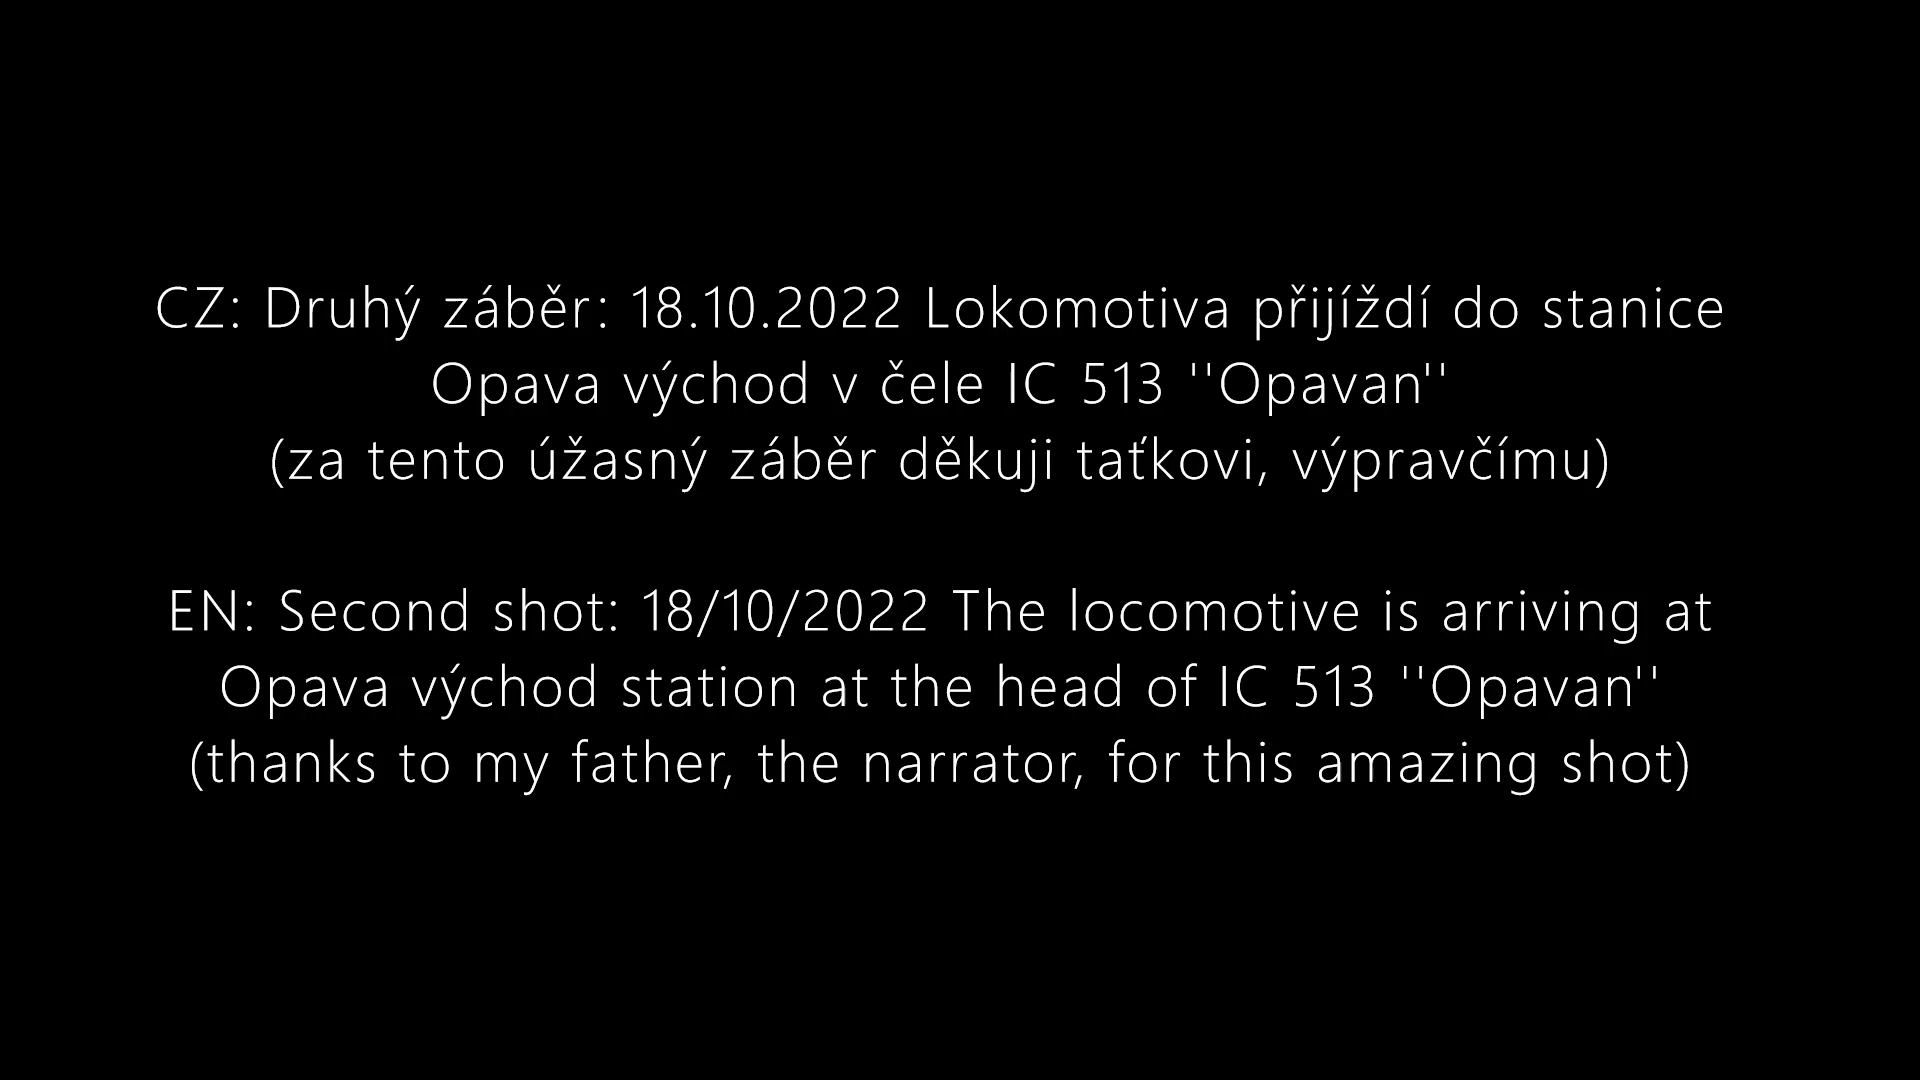 CZ: Druhý záběr: 18.10.2022 Lokomotiva přijíždí do stanice
Opava východ v čele IC 513 ''Opavan''
(za tento úžasný záběr děkuji taťkovi, výpravčímu)
EN: Second shot: 18/10/2022 The locomotive is arriving at
Opava východ station at the head of IC 513 ''Opavan''
(thanks to my father, the narrator, for this amazing shot)